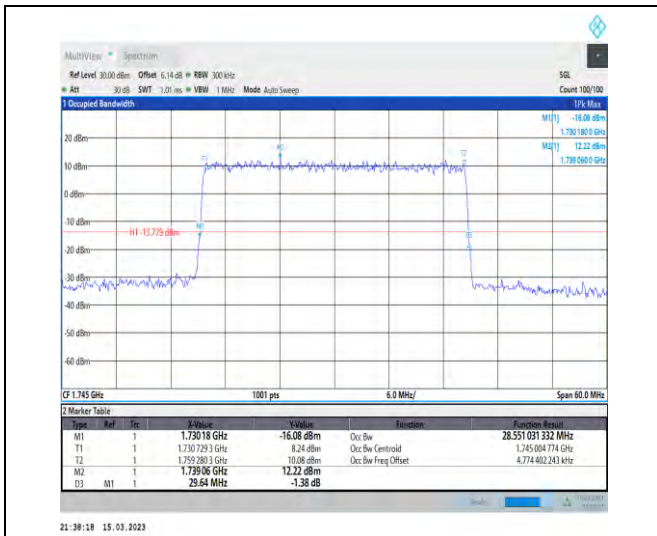 MultiView Spectrum
Ref Level 30.00 dBm Offset 6.14 dB RBW 300 kHz SGL
Att 30 dB SWT 1.01 ms VBW 1 MHz Mode Auto Sweep Count 100/100
1 Occupied Bandwidth 1Pk Max
M1[1] -16.08 dBm
1.730 180 0 GHz
M2[1] 12.22 dBm
1.739 060 0 GHz
20 dBm
T1 M2 T2
10 dBm
0 dBm
-10 dBm
M1
H1 -13.779 dBm
D3
-20 dBm
-30 dBm
-40 dBm
-50 dBm
-60 dBm
CF 1.745 GHz 1001 pts 6.0 MHz/ Span 60.0 MHz
2 Marker Table
Type Ref Trc X-Value Y-Value Function Function Result
M1 1 1.73018 GHz -16.08 dBm Occ Bw 28.551 031 332 MHz
T1 1 1.730 729 3 GHz 8.24 dBm Occ Bw Centroid 1.745 004 774 GHz
T2 1 1.759 280 3 GHz 10.08 dBm Occ Bw Freq Offset 4.774 402 243 kHz
M2 1 1.739 06 GHz 12.22 dBm
D3 M1 1 29.64 MHz -1.38 dB
21:38:18 15.03.2023